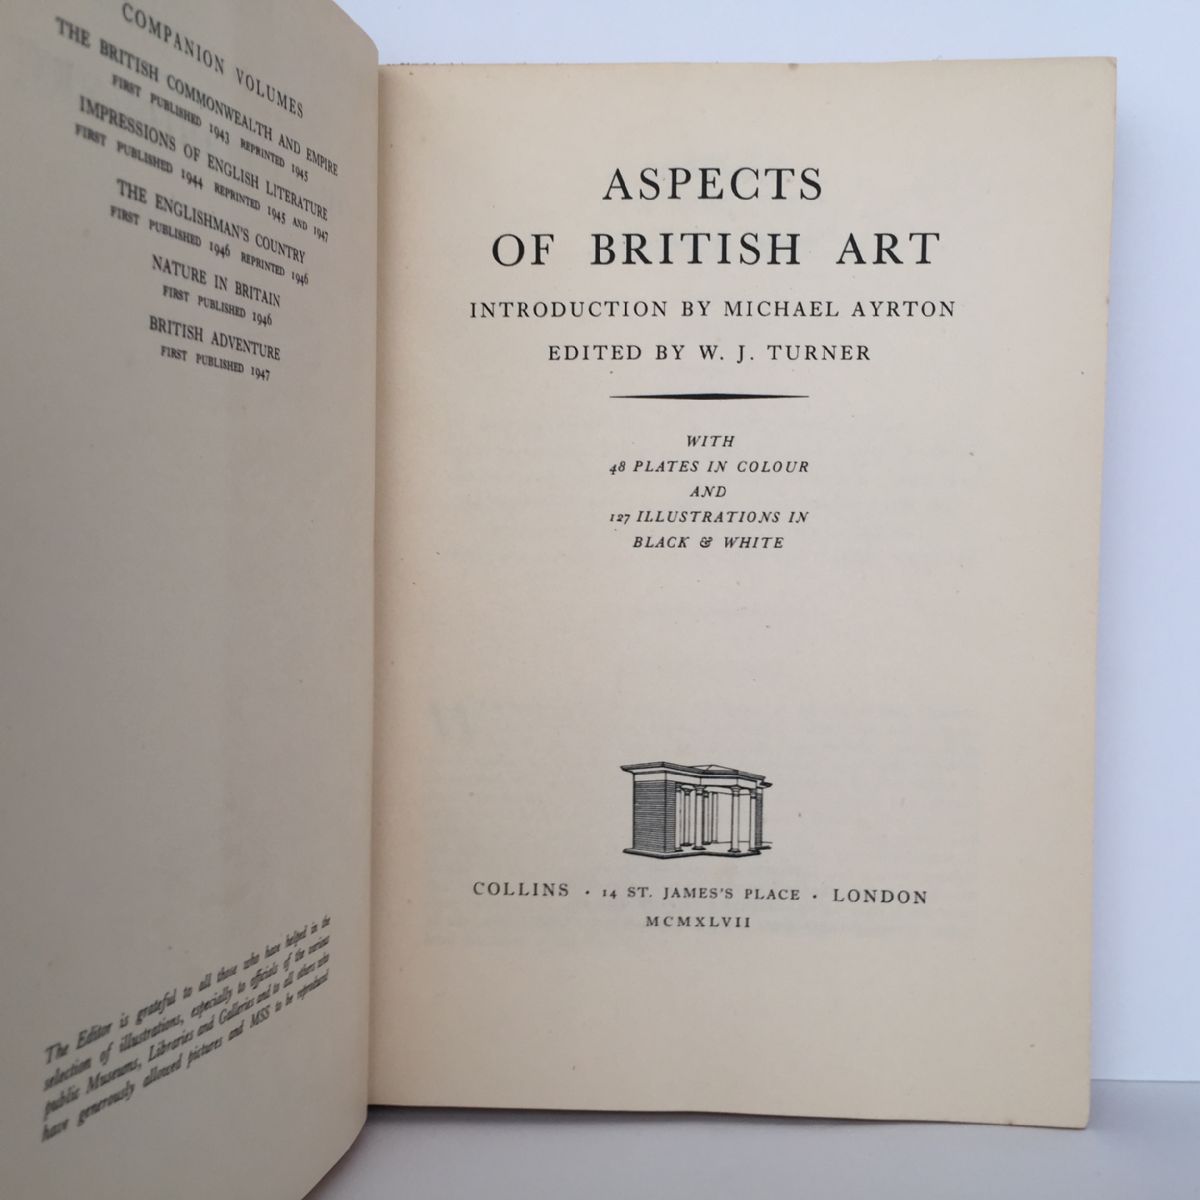 COMPANION VOLUMES
THE BRITISH COMMONWEALTH AND EMPIRE
FIRST PUBLISHED 1943 REPRINTED 1945
IMPRESSIONS OF ENGLISH LITERATURE
FIRST PUBLISHED 1944 REPRINTED 1945 AND 1947
THE ENGLISHMAN'S COUNTRY
FIRST PUBLISHED 1946 REPRINTED 1946
NATURE IN BRITAIN
FIRST PUBLISHED 1946
BRITISH ADVENTURE
FIRST PUBLISHED 1947
The Editor is grateful to all those who have helped in the
selection of illustrations, especially to officials of the various
public Museums, Libraries and Galleries and to all others who
have generously allowed pictures and MSS to be reproduced
ASPECTS
OF BRITISH ART
INTRODUCTION BY MICHAEL AYRTON
EDITED BY W. J. TURNER
WITH
48 PLATES IN COLOUR
AND
127 ILLUSTRATIONS IN
BLACK & WHITE
COLLINS · 14 ST. JAMES'S PLACE · LONDON
MCMXLVII